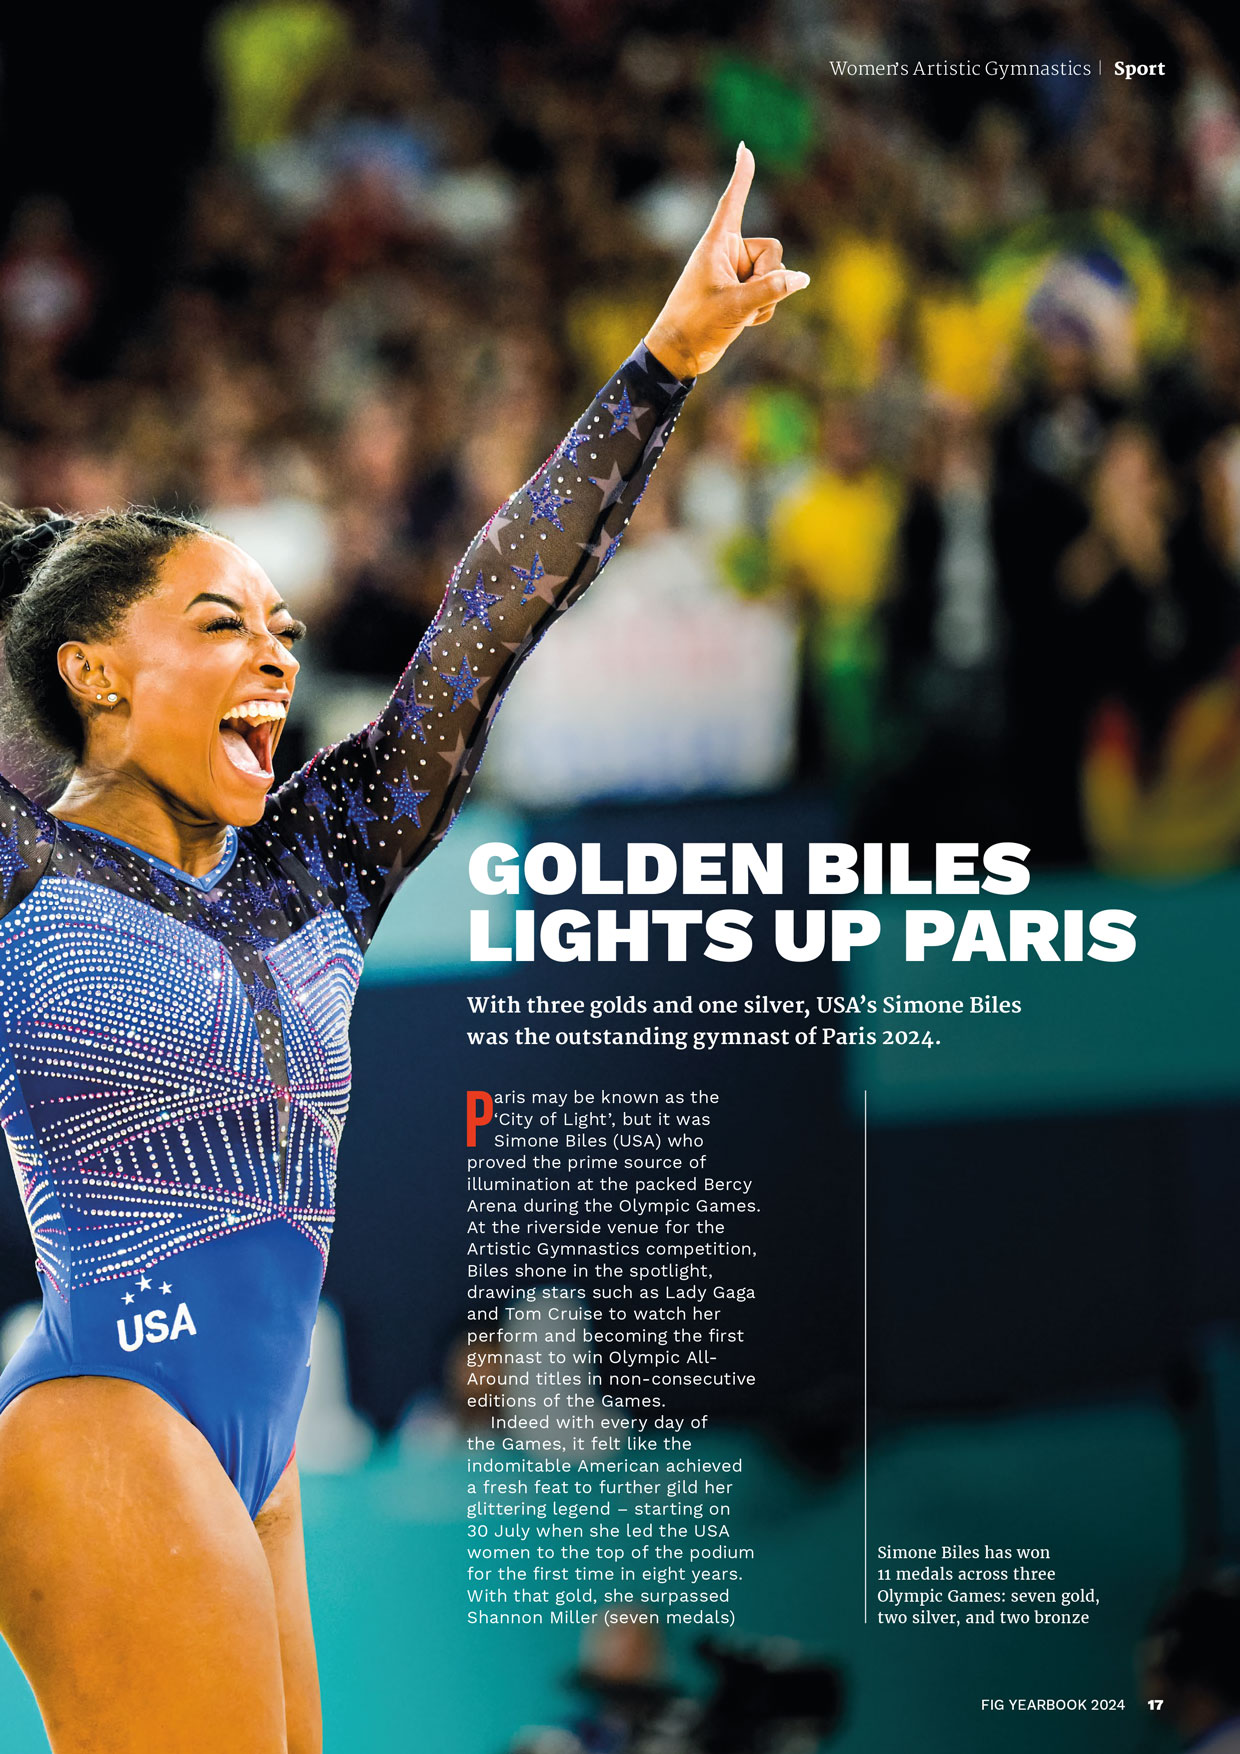 Women's Artistic Gymnastics | Sport
USA
GOLDEN BILES
LIGHTS UP PARIS
With three golds and one silver, USA's Simone Biles
was the outstanding gymnast of Paris 2024.
Paris may be known as the
'City of Light', but it was
Simone Biles (USA) who
proved the prime source of
illumination at the packed Bercy
Arena during the Olympic Games.
At the riverside venue for the
Artistic Gymnastics competition,
Biles shone in the spotlight,
drawing stars such as Lady Gaga
and Tom Cruise to watch her
perform and becoming the first
gymnast to win Olympic All-
Around titles in non-consecutive
editions of the Games.
Indeed with every day of
the Games, it felt like the
indomitable American achieved
a fresh feat to further gild her
glittering legend – starting on
30 July when she led the USA
women to the top of the podium
for the first time in eight years.
With that gold, she surpassed
Shannon Miller (seven medals)
Simone Biles has won
11 medals across three
Olympic Games: seven gold,
two silver, and two bronze
FIG YEARBOOK 2024 17